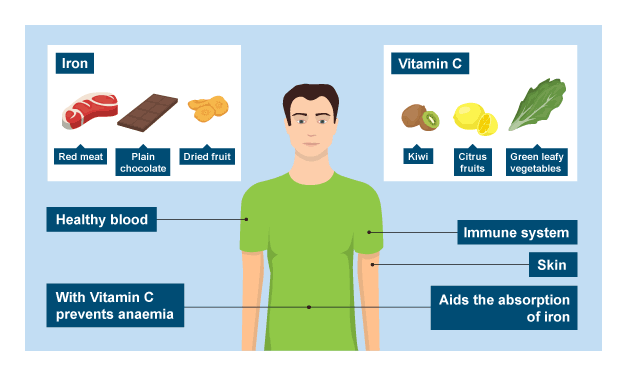 Iron
Red meat
Plain
chocolate
Dried fruit
Vitamin C
Kiwi
Citrus
fruits
Green leafy
vegetables
Healthy blood
With Vitamin C
prevents anaemia
Immune system
Skin
Aids the absorption
of iron